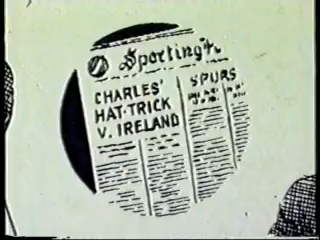 Sporting
CHARLES'
HAT-TRICK
V. IRELAND
SPURS